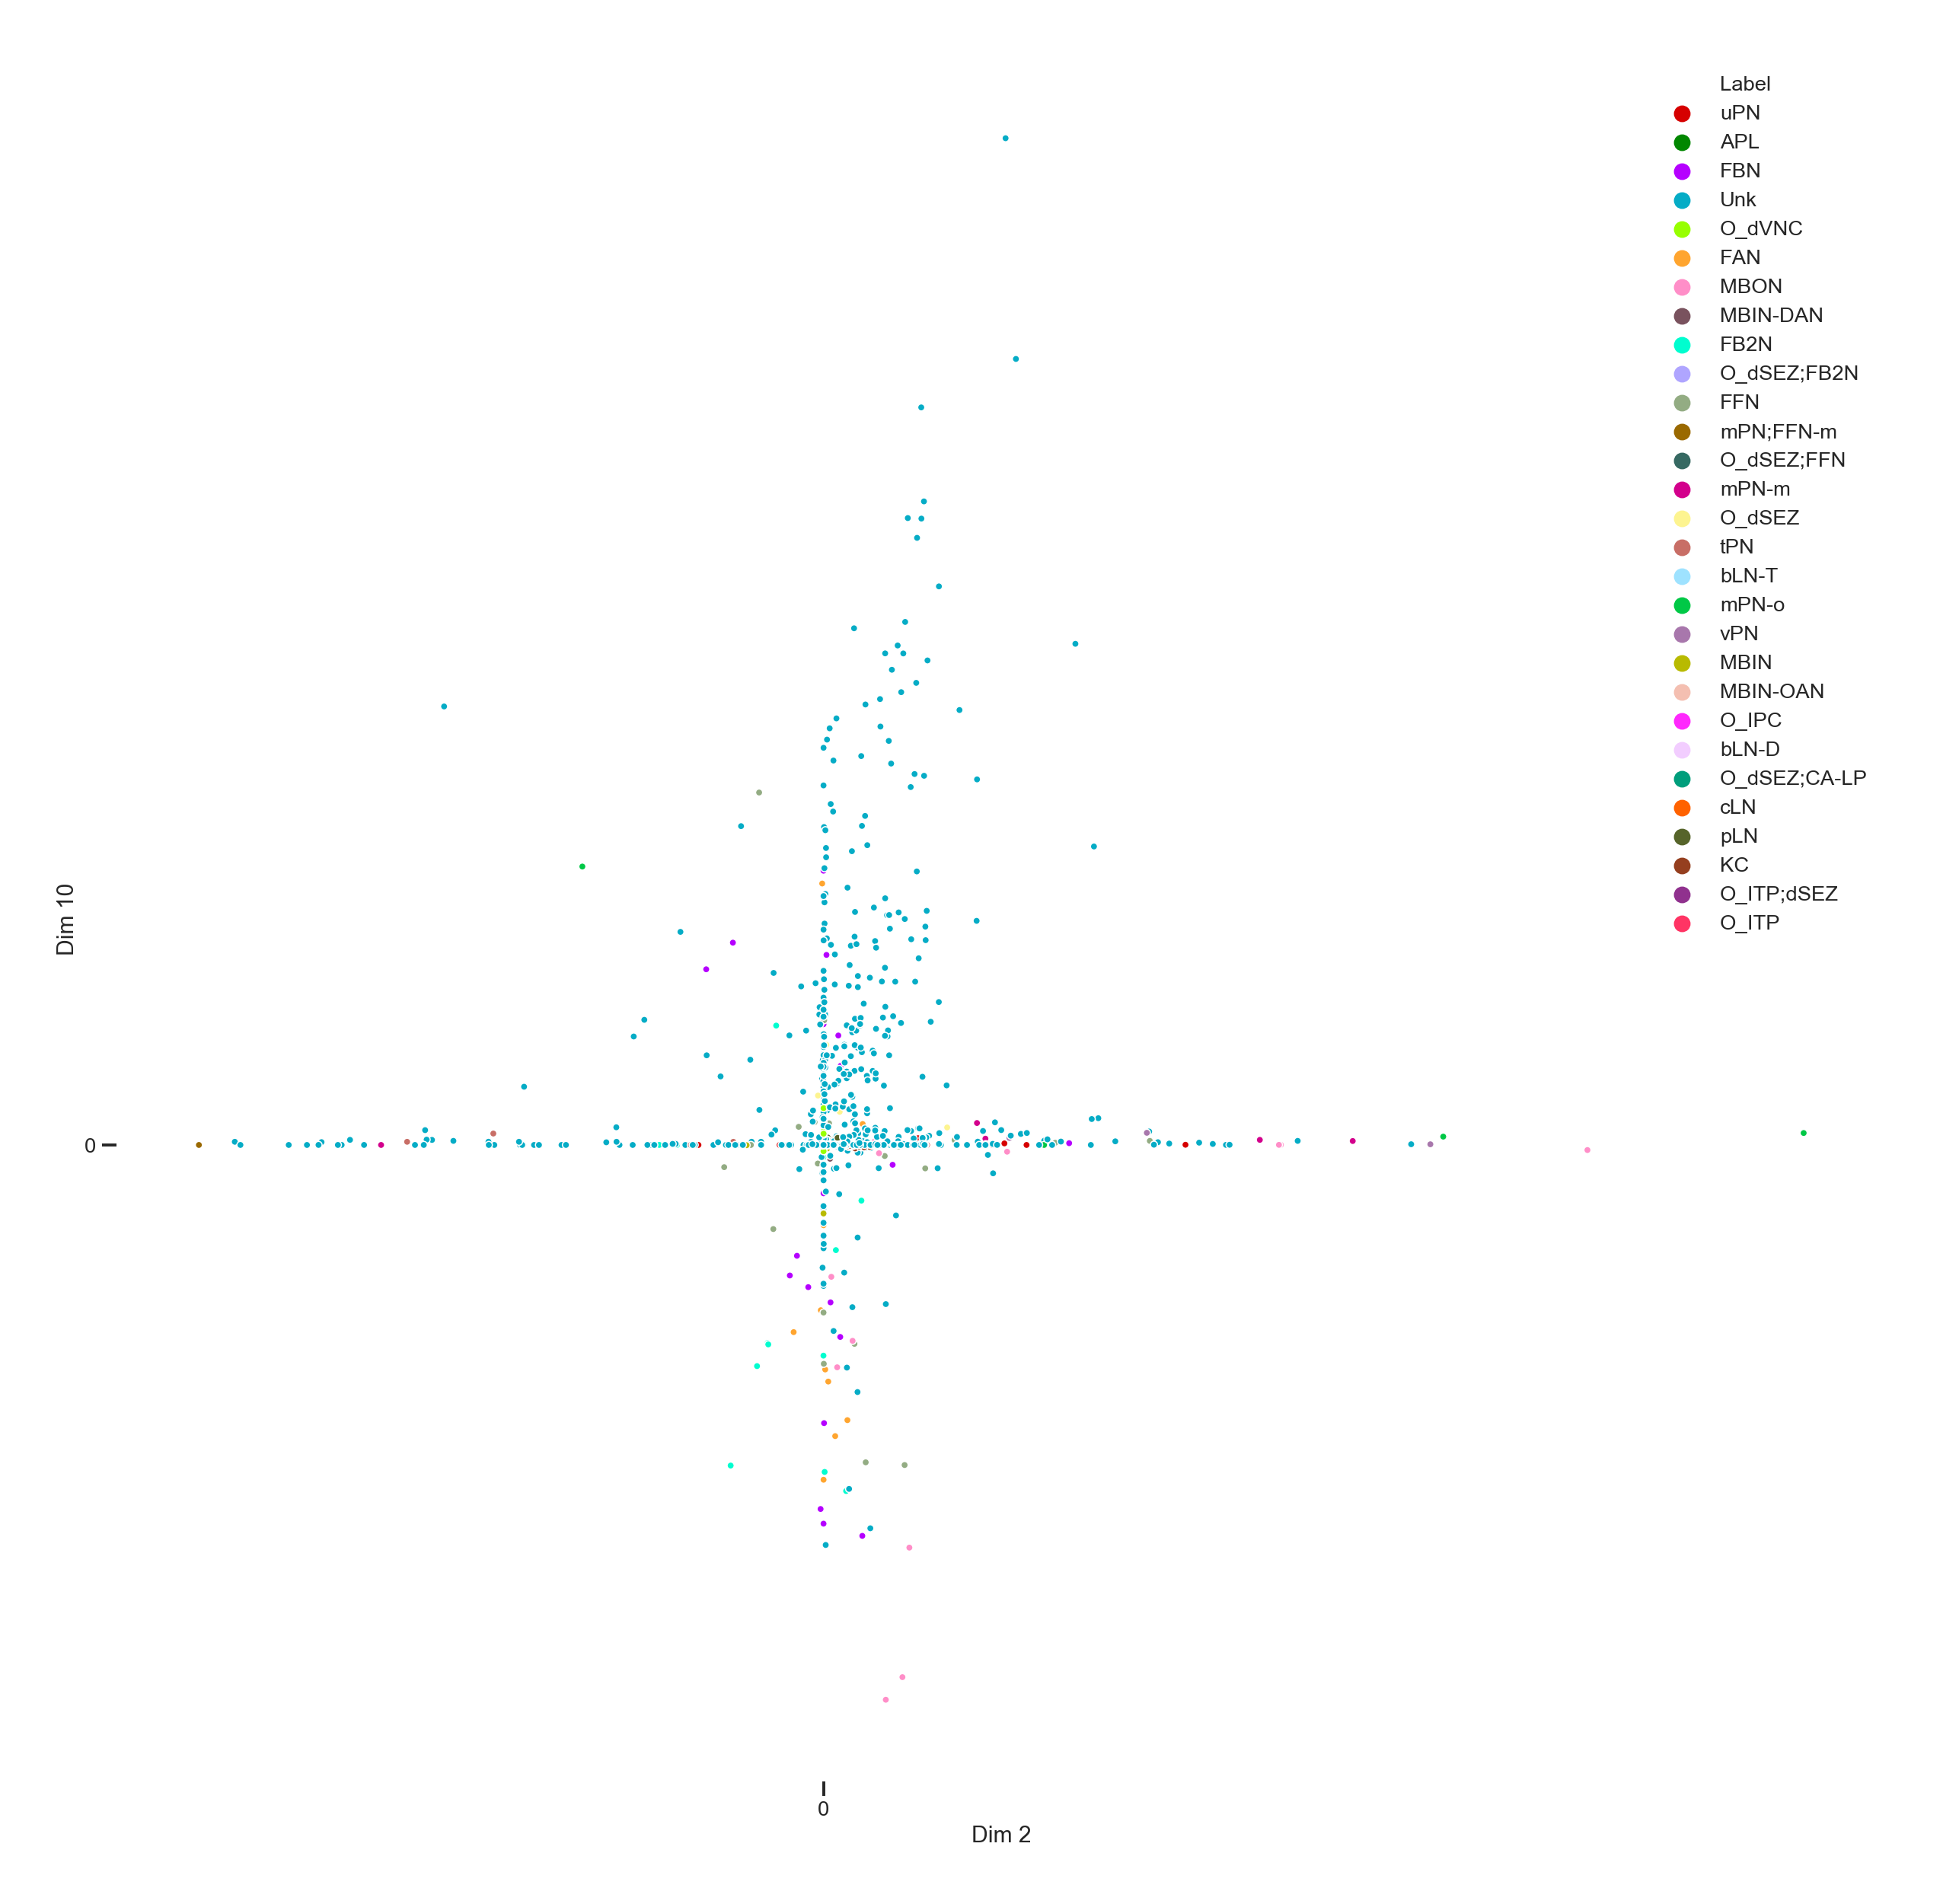 Label
uPN
APL
FBN
Unk
O_dVNC
FAN
MBON
MBIN-DAN
FB2N
O_dSEZ;FB2N
FFN
mPN;FFN-m
O_dSEZ;FFN
mPN-m
O_dSEZ
tPN
bLN-T
mPN-o
vPN
MBIN
MBIN-OAN
O_IPC
bLN-D
O_dSEZ;CA-LP
cLN
pLN
KC
O_ITP;dSEZ
O_ITP
Dim 10
0
0
Dim 2